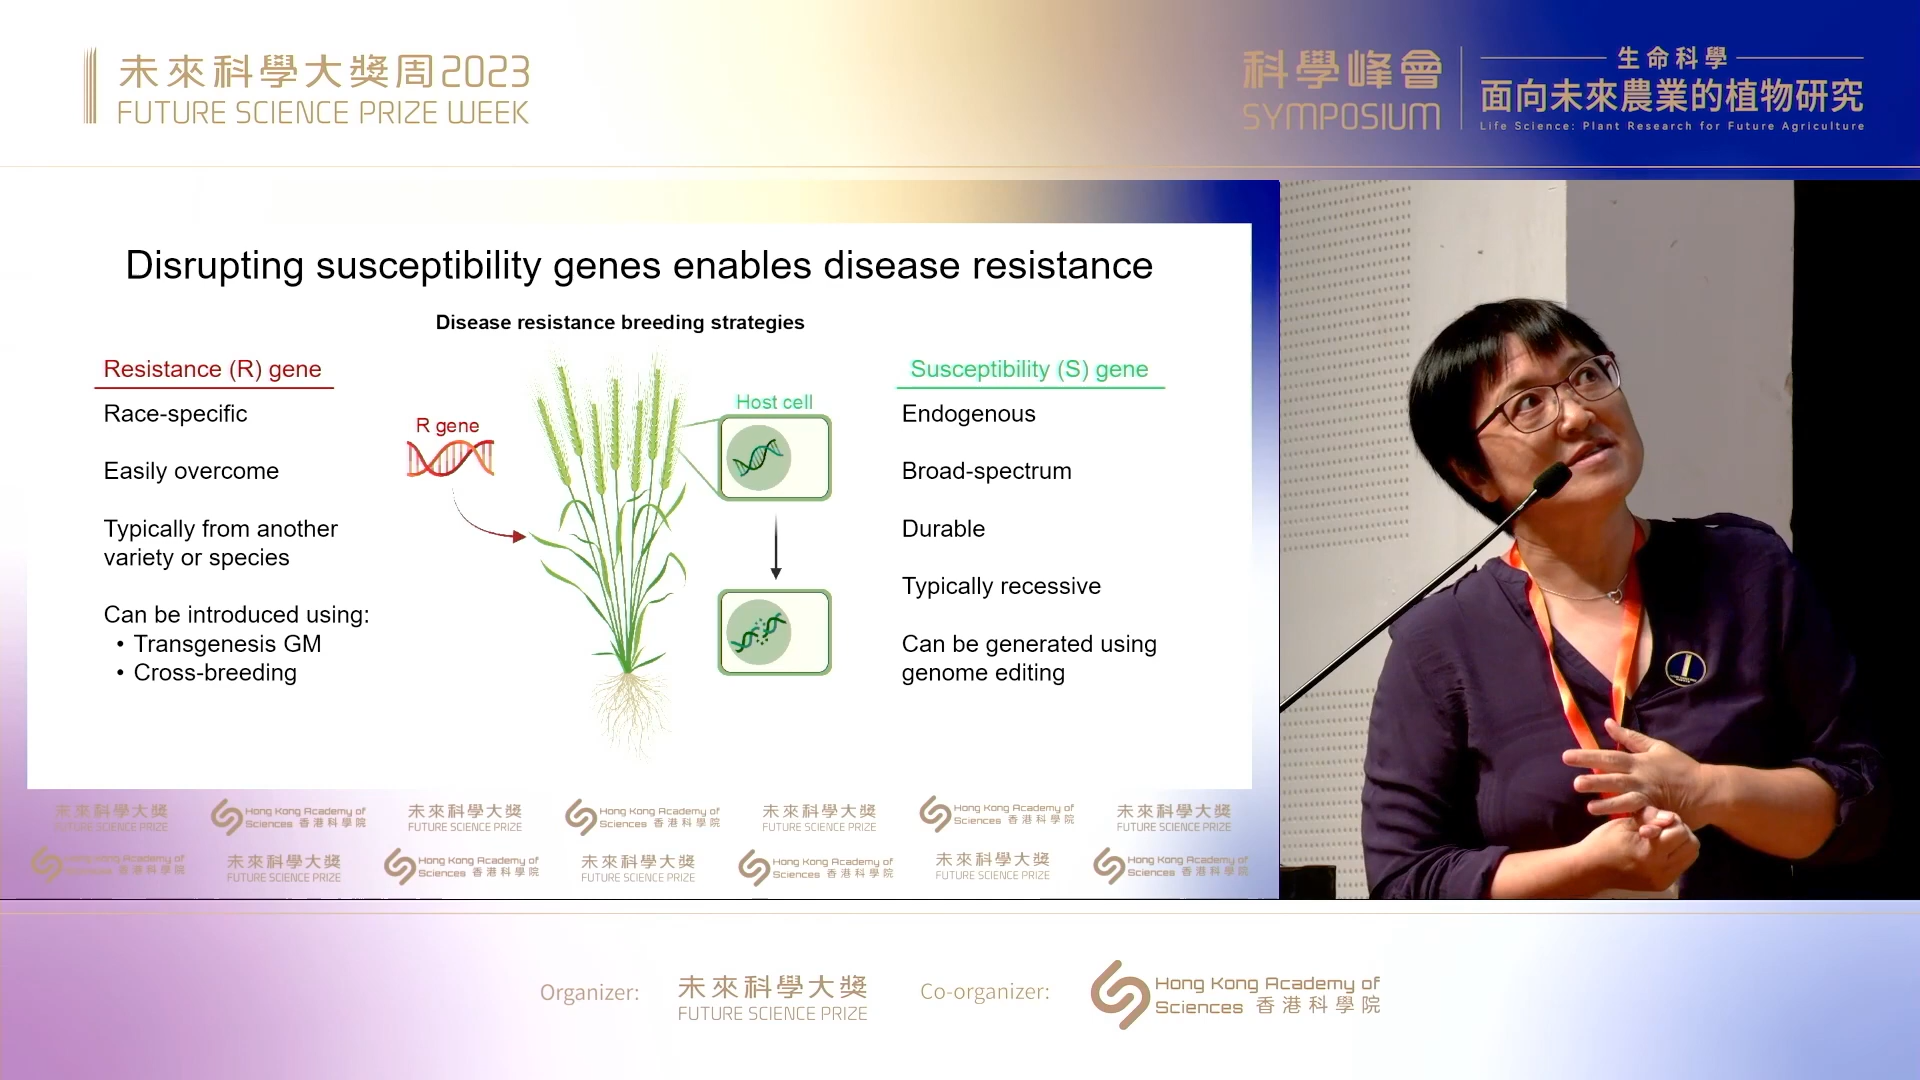 未來科學大獎周2023
FUTURE SCIENCE PRIZE WEEK
科學峰會
SYMPOSIUM
生命科學
面向未來農業的植物研究
Life Science: Plant Research for Future Agriculture
Disrupting susceptibility genes enables disease resistance
Disease resistance breeding strategies
Resistance (R) gene
Race-specific
Easily overcome
Typically from another
variety or species
Can be introduced using:
• Transgenesis GM
• Cross-breeding
R gene
Host cell
Susceptibility (S) gene
Endogenous
Broad-spectrum
Durable
Typically recessive
Can be generated using
genome editing
未來科學大獎
FUTURE SCIENCE PRIZE
Hong Kong Academy of
Sciences 香港科學院
未來科學大獎
FUTURE SCIENCE PRIZE
Hong Kong Academy of
Sciences 香港科學院
未來科學大獎
FUTURE SCIENCE PRIZE
Hong Kong Academy of
Sciences 香港科學院
未來科學大獎
FUTURE SCIENCE PRIZE
Hong Kong Academy of
Sciences 香港科學院
未來科學大獎
FUTURE SCIENCE PRIZE
Hong Kong Academy of
Sciences 香港科學院
未來科學大獎
FUTURE SCIENCE PRIZE
Hong Kong Academy of
Sciences 香港科學院
未來科學大獎
FUTURE SCIENCE PRIZE
Hong Kong Academy of
Sciences 香港科學院
Organizer:
未來科學大獎
FUTURE SCIENCE PRIZE
Co-organizer:
Hong Kong Academy of
Sciences 香港科學院